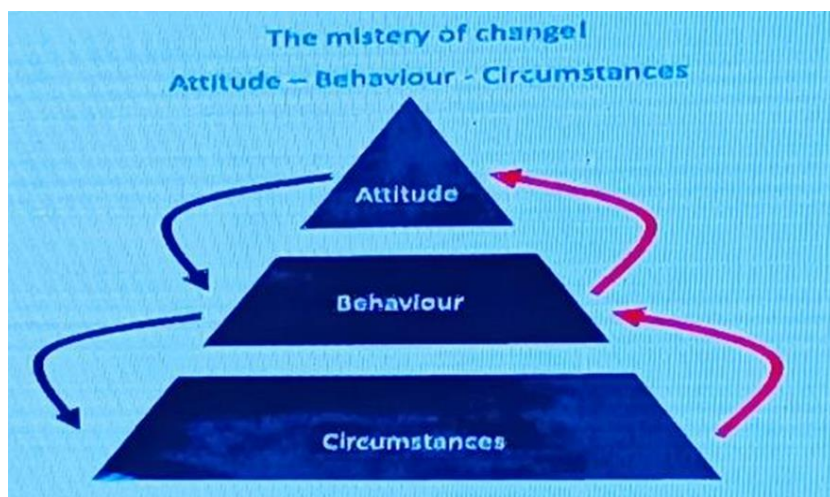 The mistery of change!
Attitude – Behaviour - Circumstances
Attitude
Behaviour
Circumstances